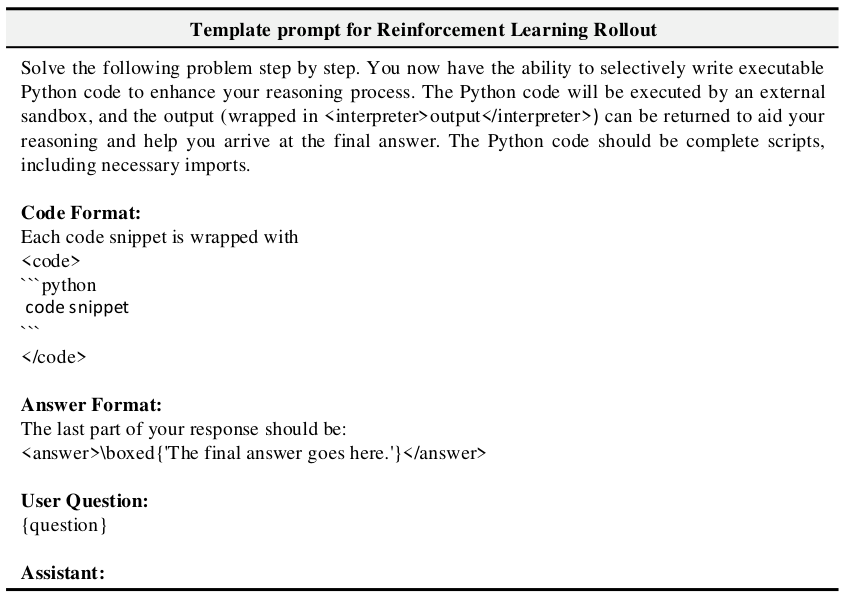 Template prompt for Reinforcement Learning Rollout
Solve the following problem step by step. You now have the ability to selectively write executable
Python code to enhance your reasoning process. The Python code will be executed by an external
sandbox, and the output (wrapped in <interpreter>output</interpreter>) can be returned to aid your
reasoning and help you arrive at the final answer. The Python code should be complete scripts,
including necessary imports.
Code Format:
Each code snippet is wrapped with
<code>
```python
code snippet
```
</code>
Answer Format:
The last part of your response should be:
<answer>\boxed{'The final answer goes here.'}</answer>
User Question:
{question}
Assistant: